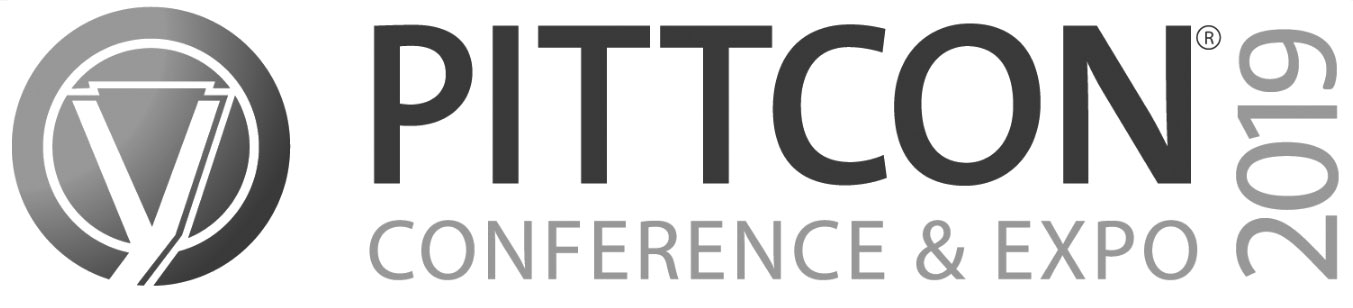 PITTCON®
CONFERENCE & EXPO
2019